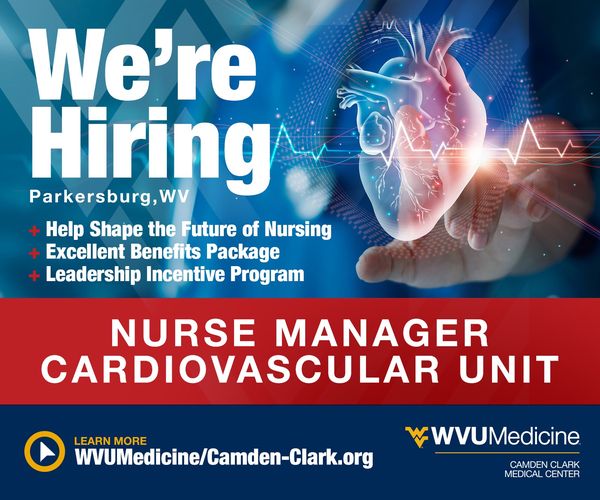 We're
Hiring
Parkersburg, WV
+ Help Shape the Future of Nursing
+ Excellent Benefits Package
+ Leadership Incentive Program
NURSE MANAGER
CARDIOVASCULAR UNIT
LEARN MORE
WVUMedicine/Camden-Clark.org
WVUMedicine
CAMDEN CLARK
MEDICAL CENTER